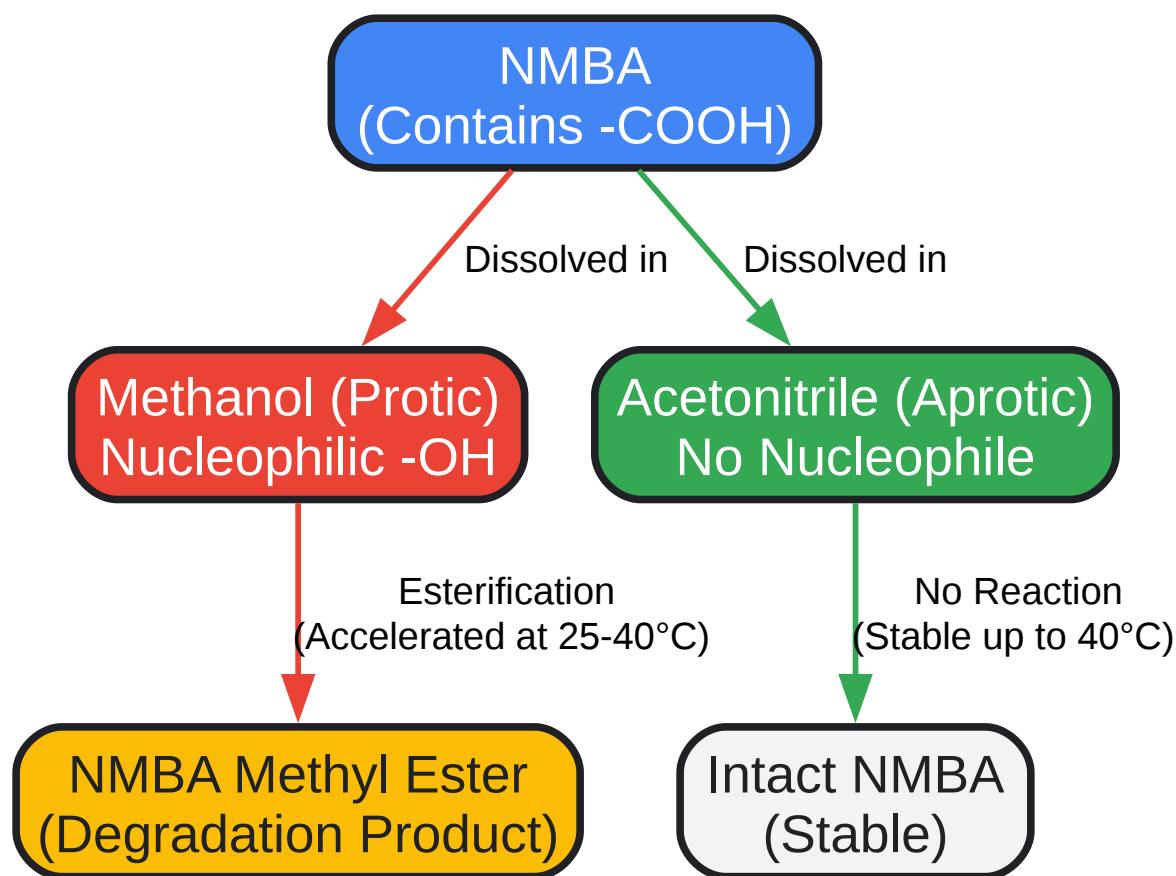 NMBA
(Contains -COOH)
Dissolved in
Dissolved in
Methanol (Protic)
Nucleophilic -OH
Acetonitrile (Aprotic)
No Nucleophile
Esterification
(Accelerated at 25-40°C)
No Reaction
(Stable up to 40°C)
NMBA Methyl Ester
(Degradation Product)
Intact NMBA
(Stable)